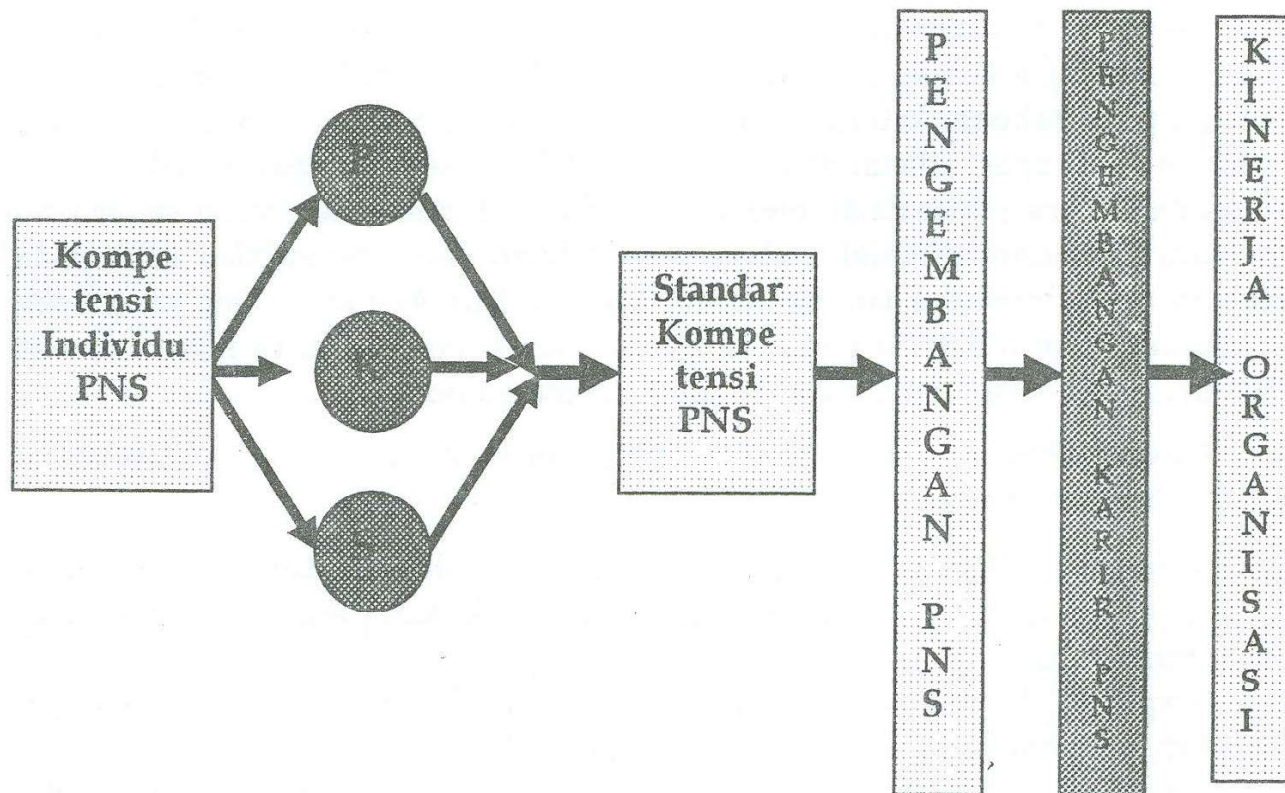 Kompe
tensi
Individu
PNS
P
K
Standar
Kompe
tensi
PNS
PENGEMBANGAN PNS
PENGEMBANGAN KARIR PNS
KINERJA ORGANISASI